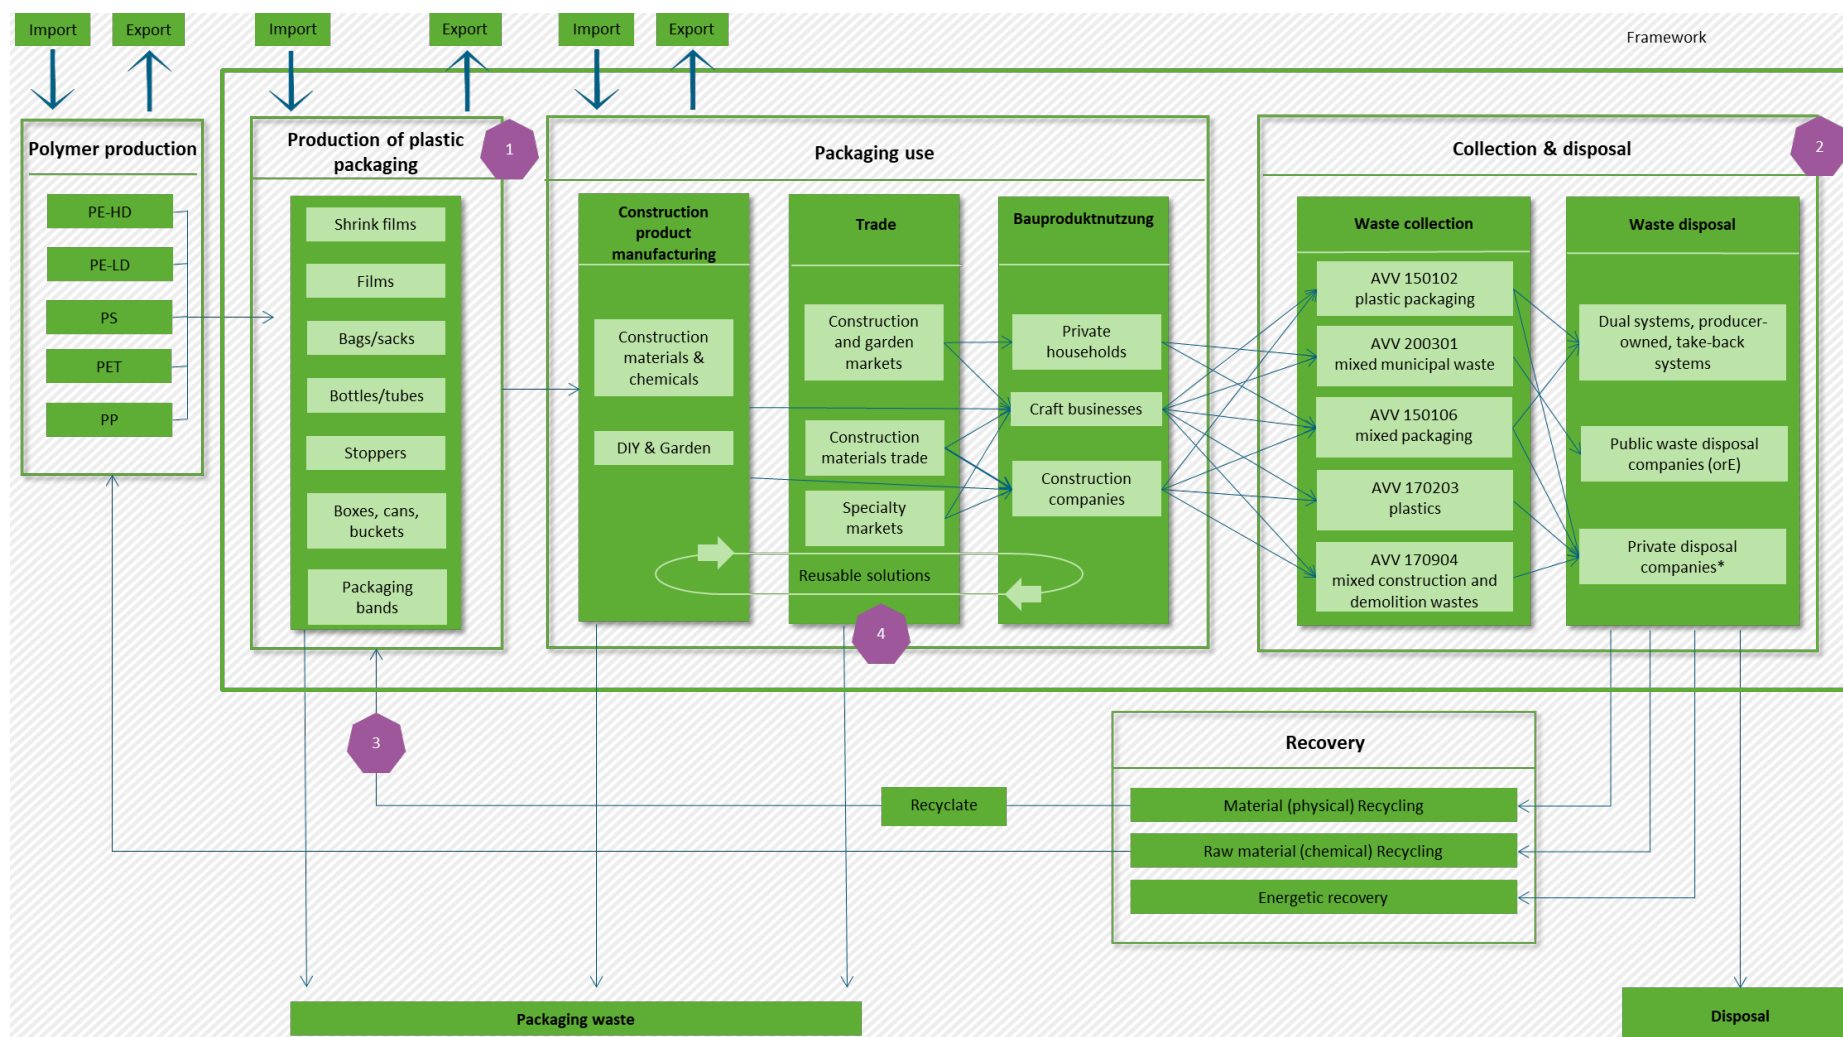 Import
Export
Import
Export
Import
Export
Framework
Polymer production
PE-HD
PE-LD
PS
PET
PP
Production of plastic
packaging
1
Shrink films
Films
Bags/sacks
Bottles/tubes
Stoppers
Boxes, cans,
buckets
Packaging
bands
Packaging use
Construction
product
manufacturing
Construction
materials &
chemicals
DIY & Garden
Trade
Construction
and garden
markets
Construction
materials trade
Specialty
markets
Bauproduktnutzung
Private
households
Craft businesses
Construction
companies
Reusable solutions
4
Collection & disposal
2
Waste collection
AVV 150102
plastic packaging
AVV 200301
mixed municipal waste
AVV 150106
mixed packaging
AVV 170203
plastics
AVV 170904
mixed construction and
demolition wastes
Waste disposal
Dual systems, producer-
owned, take-back
systems
Public waste disposal
companies (orE)
Private disposal
companies*
3
Recyclate
Recovery
Material (physical) Recycling
Raw material (chemical) Recycling
Energetic recovery
Packaging waste
Disposal